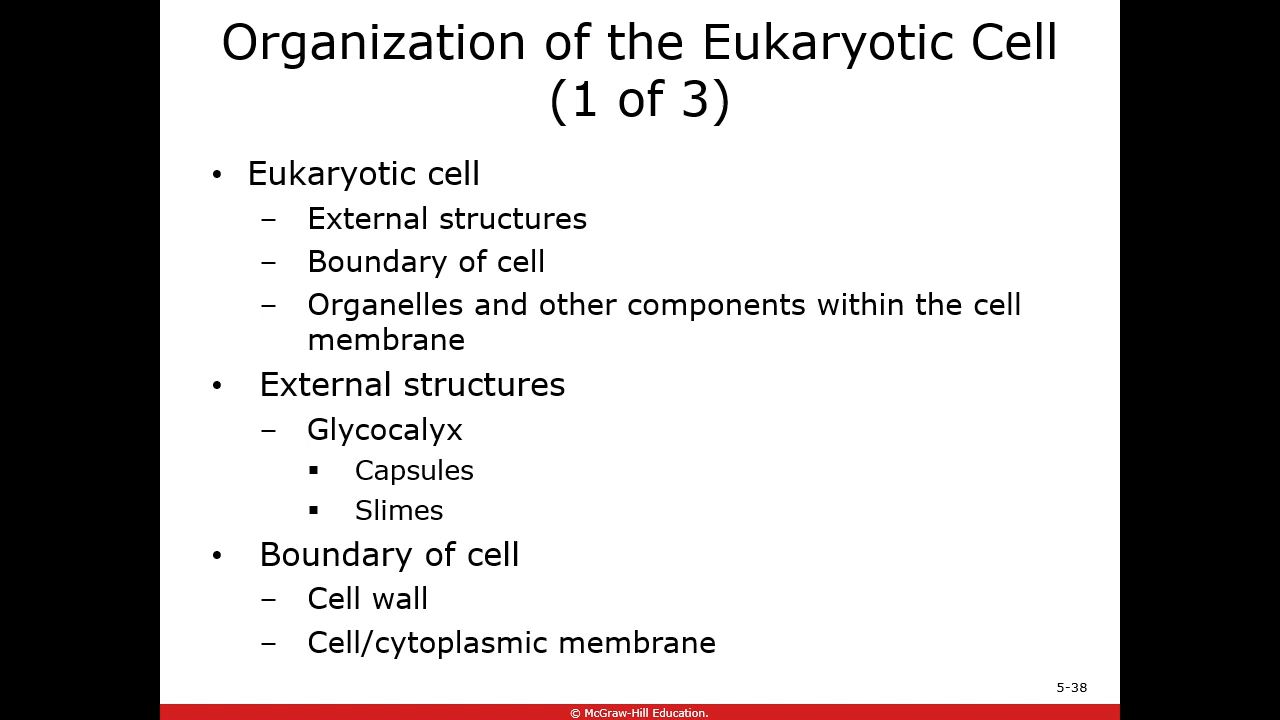 Organization of the Eukaryotic Cell
(1 of 3)
• Eukaryotic cell
– External structures
– Boundary of cell
– Organelles and other components within the cell
membrane
• External structures
– Glycocalyx
▪ Capsules
▪ Slimes
• Boundary of cell
– Cell wall
– Cell/cytoplasmic membrane
5-38
© McGraw-Hill Education.